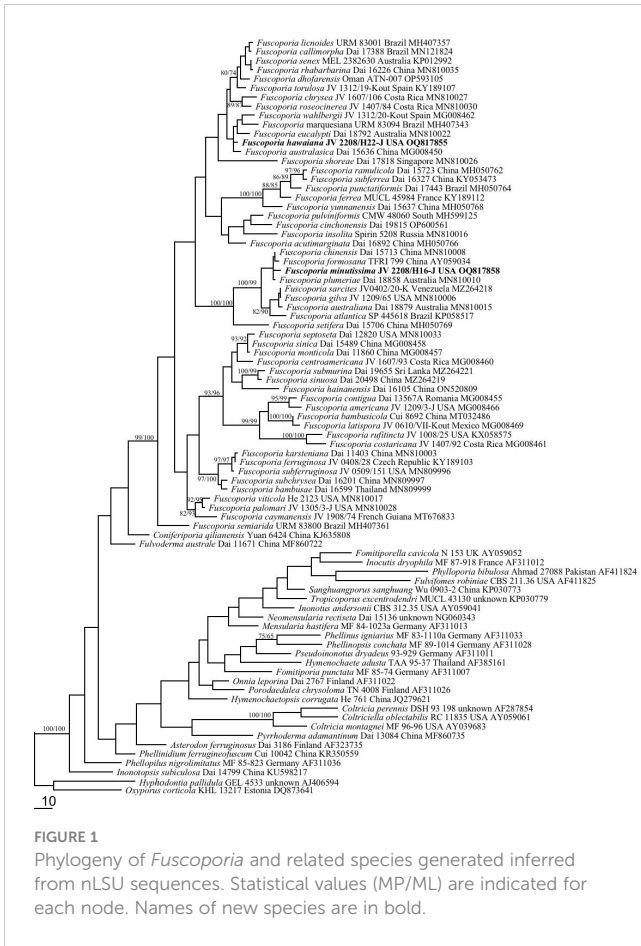 Fuscoporia licnoides URM 83001 Brazil MH407357
Fuscoporia callimorpha Dai 17388 Brazil MN121824
Fuscoporia senex MEL 2382630 Australia KP012992
Fuscoporia rhabarbarina Dai 16226 China MN810035
80/74
Fuscoporia dhofarensis Oman ATN-007 OP593105
Fuscoporia torulosa JV 1312/19-Kout Spain KY189107
Fuscoporia chrysea JV 1607/106 Costa Rica MN810027
Fuscoporia roseocinerea JV 1407/84 Costa Rica MN810030
Fuscoporia wahlbergii JV 1312/20-Kout Spain MG008462
Fuscoporia marquesiana URM 83094 Brazil MH407343
Fuscoporia eucalypti Dai 18792 Australia MN810022
Fuscoporia hawaiana JV 2208/H22-J USA OQ817855
Fuscoporia australasica Dai 15636 China MG008450
Fuscoporia shoreae Dai 17818 Singapore MN810026
97/96 Fuscoporia ramulicola Dai 15723 China MH050762
86/89 Fuscoporia subferrea Dai 16327 China KY053473
88/85 Fuscoporia punctatiformis Dai 17443 Brazil MH050764
100/100 Fuscoporia ferrea MUCL 45984 France KY189112
Fuscoporia yunnanensis Dai 15637 China MH050768
Fuscoporia pulviniformis CMW 48060 South MH599125
Fuscoporia cinchonensis Dai 19815 OP600561
Fuscoporia insolita Spirin 5208 Russia MN810016
Fuscoporia acutimarginata Dai 16892 China MH050766
Fuscoporia chinensis Dai 15713 China MN810008
Fuscoporia formosana TFRI 799 China AY059034
Fuscoporia minutissima JV 2208/H16-J USA OQ817858
100/99 Fuscoporia plumeriae Dai 18858 Australia MN810010
Fuscoporia sarcites JV0402/20-K Venezuela MZ264218
Fuscoporia gilva JV 1209/65 USA MN810006
100/100 Fuscoporia australiana Dai 18879 Australia MN810015
82/90 Fuscoporia atlantica SP 445618 Brazil KP058517
Fuscoporia setifera Dai 15706 China MH050769
Fuscoporia septoseta Dai 12820 USA MN810033
93/92 Fuscoporia sinica Dai 15489 China MG008458
Fuscoporia monticola Dai 11860 China MG008457
Fuscoporia centroamericana JV 1607/93 Costa Rica MG008460
100/99 Fuscoporia submurina Dai 19655 Sri Lanka MZ264221
Fuscoporia sinuosa Dai 20498 China MZ264219
93/96 Fuscoporia hainanensis Dai 16105 China ON520809
95/99 Fuscoporia contigua Dai 13567A Romania MG008455
Fuscoporia americana JV 1209/3-J USA MG008466
100/100 Fuscoporia bambusicola Cui 8692 China MT032486
99/99 Fuscoporia latispora JV 0610/VII-Kout Mexico MG008469
100/100 Fuscoporia rufitincta JV 1008/25 USA KX058575
Fuscoporia costaricana JV 1407/92 Costa Rica MG008461
99/100 Fuscoporia karsteniana Dai 11403 China MN810003
97/97 Fuscoporia ferruginosa JV 0408/28 Czech Republic KY189103
Fuscoporia subferruginosa JV 0509/151 USA MN809996
97/100 Fuscoporia subchrysea Dai 16201 China MN809997
Fuscoporia bambusae Dai 16599 Thailand MN809999
92/95 Fuscoporia viticola He 2123 USA MN810017
Fuscoporia palomari JV 1305/3-J USA MN810028
82/93 Fuscoporia caymanensis JV 1908/74 French Guiana MT676833
Fuscoporia semiarida URM 83800 Brazil MH407361
Coniferiporia qilianensis Yuan 6424 China KJ635808
Fulvoderma australe Dai 11671 China MF860722
Fomitiporella cavicola N 153 UK AY059052
Inocutis dryophila MF 87-918 France AF311012
Phylloporia bibulosa Ahmad 27088 Pakistan AF411824
Fulvifomes robiniae CBS 211.36 USA AF411825
Sanghuangporus sanghuang Wu 0903-2 China KP030773
Tropicoporus excentrodendri MUCL 43130 unknown KP030779
Inonotus andersonii CBS 312.35 USA AY059041
Neomensularia rectiseta Dai 15136 unknown NG060343
Mensularia hastifera MF 84-1023a Germany AF311013
75/65 Phellinus igniarius MF 83-1110a Germany AF311033
Phellinopsis conchata MF 89-1014 Germany AF311028
Pseudoinonotus dryadeus 93-929 Germany AF311011
Hymenochaete adusta TAA 95-37 Thailand AF385161
Fomitiporia punctata MF 85-74 Germany AF311007
Onnia leporina Dai 2767 Finland AF311022
Porodaedalea chrysoloma TN 4008 Finland AF311026
Hymenochaetopsis corrugata He 761 China JQ279621
Coltricia perennis DSH 93 198 unknown AF287854
100/100 Coltriciella oblectabilis RC 11835 USA AY059061
Coltricia montagnei MF 96-96 USA AY039683
100/100 Pyrrhoderma adamantinum Dai 13084 China MF860735
Asterodon ferruginosus Dai 3186 Finland AF323735
Phellinidium ferrugineofuscum Cui 10042 China KR350559
Phellopilus nigrolimitatus MF 85-823 Germany AF311036
Inonotopsis subiculosa Dai 14799 China KU598217
Hyphodontia pallidula GEL 4533 unknown AJ406594
Oxyporus corticola KHL 13217 Estonia DQ873641
10
FIGURE 1
Phylogeny of Fuscoporia and related species generated inferred
from nLSU sequences. Statistical values (MP/ML) are indicated for
each node. Names of new species are in bold.